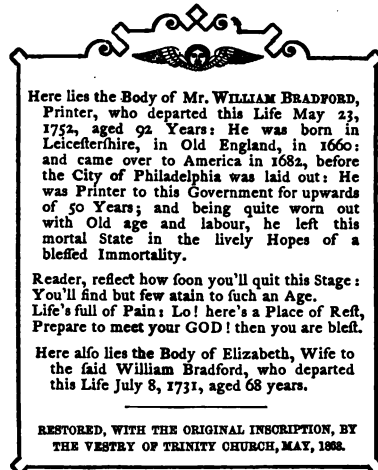 Here lies the Body of Mr. WILLIAM BRADFORD,
Printer, who departed this Life May 23,
1752, aged 92 Years: He was born in
Leiceſterſhire, in Old England, in 1660:
and came over to America in 1682, before
the City of Philadelphia was laid out: He
was Printer to this Government for upwards
of 50 Years; and being quite worn out
with Old age and labour, he left this
mortal State in the lively Hopes of a
bleſſed Immortality.
Reader, reflect how ſoon you'll quit this Stage:
You'll find but few atain to ſuch an Age.
Life's full of Pain: Lo! here's a Place of Reſt,
Prepare to meet your GOD! then you are bleſt.
Here alſo lies the Body of Elizabeth, Wife to
the ſaid William Bradford, who departed
this Life July 8, 1731, aged 68 years.
RESTORED, WITH THE ORIGINAL INSCRIPTION, BY
THE VESTRY OF TRINITY CHURCH, MAY, 1863.